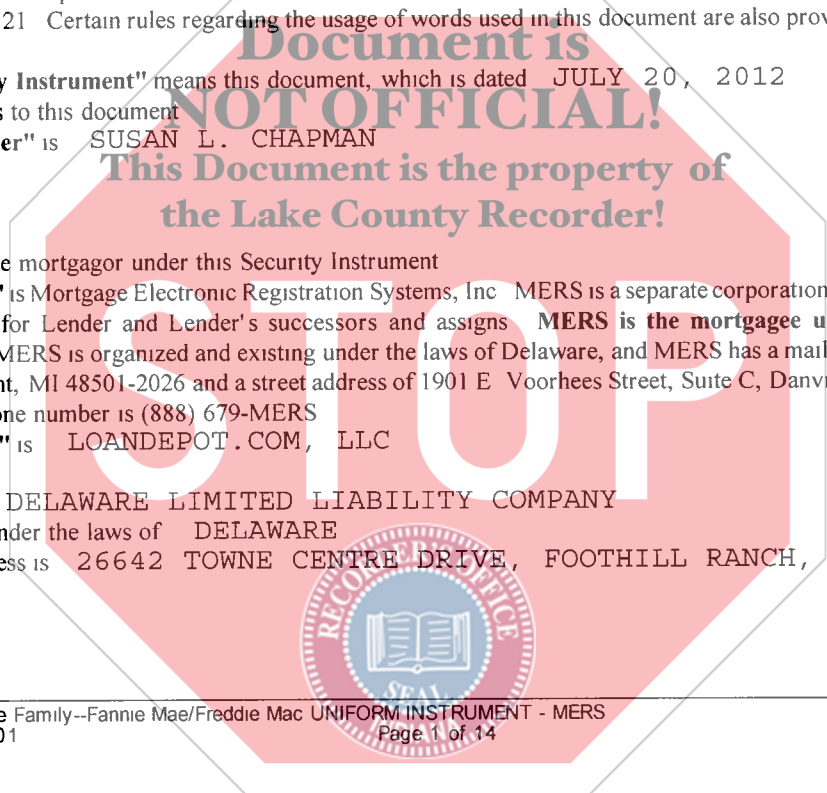 21 Certain rules regarding the usage of words used in this document are also prov
Document is
y Instrument" means this document, which is dated JULY 20, 2012
s to this document
NOT OFFICIAL!
er" is SUSAN L. CHAPMAN
This Document is the property of
the Lake County Recorder!
e mortgagor under this Security Instrument
" is Mortgage Electronic Registration Systems, Inc MERS is a separate corporation
for Lender and Lender's successors and assigns MERS is the mortgagee u
MERS is organized and existing under the laws of Delaware, and MERS has a mail
nt, MI 48501-2026 and a street address of 1901 E Voorhees Street, Suite C, Danv
one number is (888) 679-MERS
STOP
" is LOANDEPOT.COM, LLC
DELAWARE LIMITED LIABILITY COMPANY
nder the laws of DELAWARE
ess is 26642 TOWNE CENTRE DRIVE, FOOTHILL RANCH,
RECORDER'S OFFICE
SEAL
INDIANA
e Family--Fannie Mae/Freddie Mac UNIFORM INSTRUMENT - MERS
01 Page 1 of 14